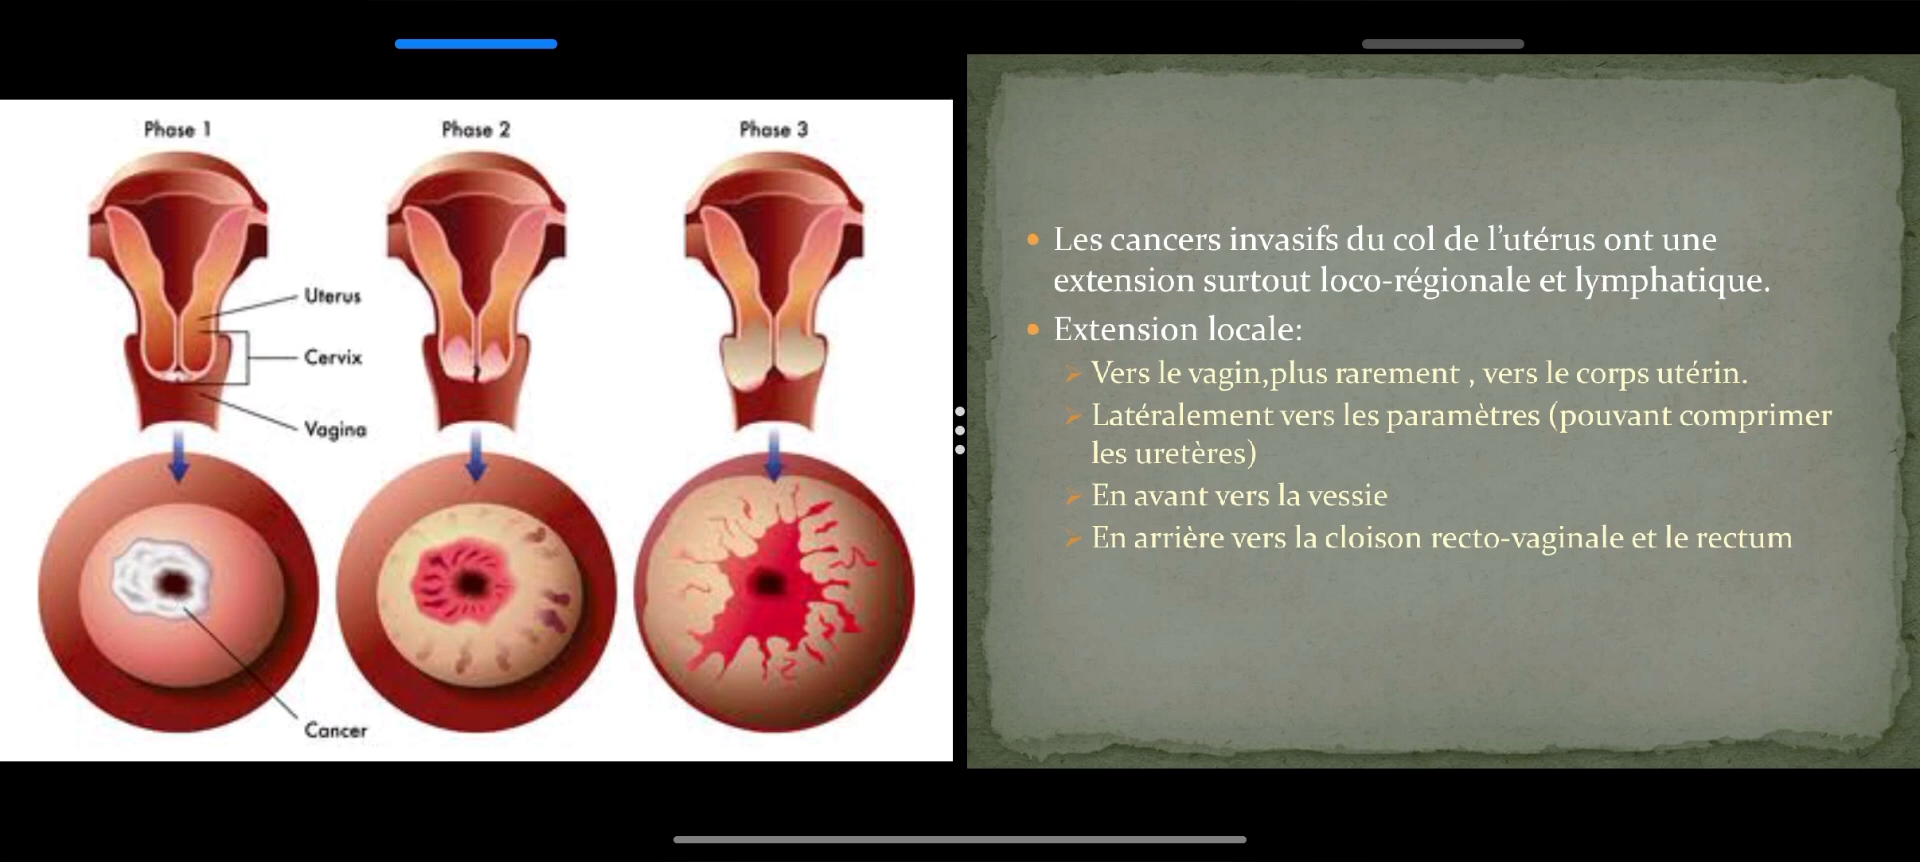 Phase 1
Phase 2
Phase 3
Uterus
Cervix
Vagina
Cancer
Les cancers invasifs du col de l'utérus ont une
extension surtout loco-régionale et lymphatique.
Extension locale:
Vers le vagin,plus rarement , vers le corps utérin.
Latéralement vers les paramètres (pouvant comprimer
les uretères)
En avant vers la vessie
En arrière vers la cloison recto-vaginale et le rectum